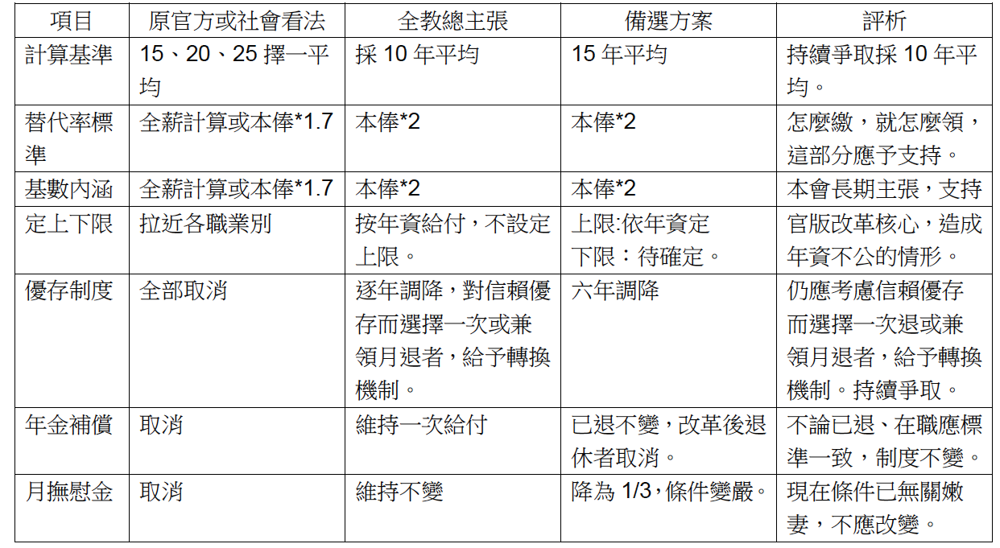 項目 原官方或社會看法 全教總主張 備選方案 評析
計算基準 15、20、25 擇一平均 採 10 年平均 15 年平均 持續爭取採 10 年平均。
替代率標準 全薪計算或本俸*1.7 本俸*2 本俸*2 怎麼繳，就怎麼領，這部分應予支持。
基數內涵 全薪計算或本俸*1.7 本俸*2 本俸*2 本會長期主張，支持
定上下限 拉近各職業別 按年資給付，不設定上限。 上限:依年資定 下限：待確定。 官版改革核心，造成年資不公的情形。
優存制度 全部取消 逐年調降，對信賴優存而選擇一次或兼領月退者，給予轉換機制。 六年調降 仍應考慮信賴優存而選擇一次退或兼領月退者，給予轉換機制。持續爭取。
年金補償 取消 維持一次給付 已退不變，改革後退休者取消。 不論已退、在職應標準一致，制度不變。
月撫慰金 取消 維持不變 降為 1/3，條件變嚴。 現在條件已無關嫩妻，不應改變。